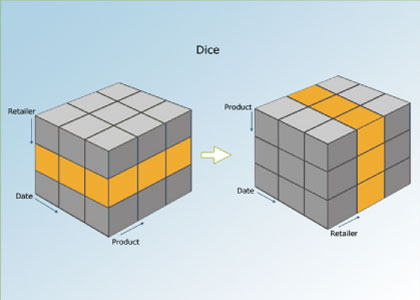 Dice
Retailer
Date
Product
Product
Date
Retailer